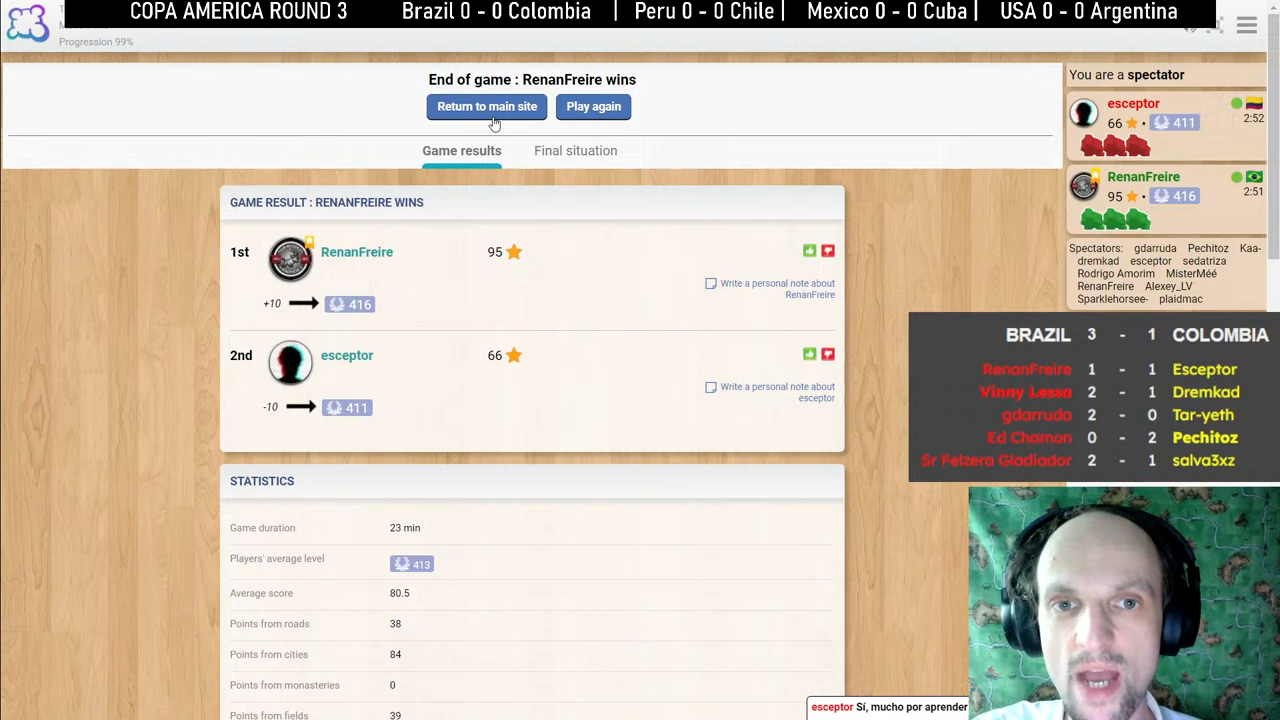 COPA AMERICA ROUND 3 Brazil 0 - 0 Colombia | Peru 0 - 0 Chile | Mexico 0 - 0 Cuba | USA 0 - 0 Argentina
Progression 99%
End of game : RenanFreire wins
Return to main site Play again
Game results Final situation
GAME RESULT : RENANFREIRE WINS
1st RenanFreire 95
Write a personal note about
RenanFreire
+10 416
2nd esceptor 66
Write a personal note about
esceptor
-10 411
STATISTICS
Game duration 23 min
Players' average level 413
Average score 80.5
Points from roads 38
Points from cities 84
Points from monasteries 0
Points from fields 39
You are a spectator
esceptor
66 • 411 2:52
RenanFreire
95 • 416 2:51
Spectators: gdarruda Pechitoz Kaa-
dremkad esceptor sedatriza
Rodrigo Amorim MisterMéé
RenanFreire Alexey_LV
Sparklehorsee- plaidmac
BRAZIL 3 - 1 COLOMBIA
RenanFreire 1 - 1 Esceptor
Vinny Lessa 2 - 1 Dremkad
gdarruda 2 - 0 Tar-yeth
Ed Chamon 0 - 2 Pechitoz
Sr Felzera Gladiador 2 - 1 salva3xz
esceptor Sí, mucho por aprender